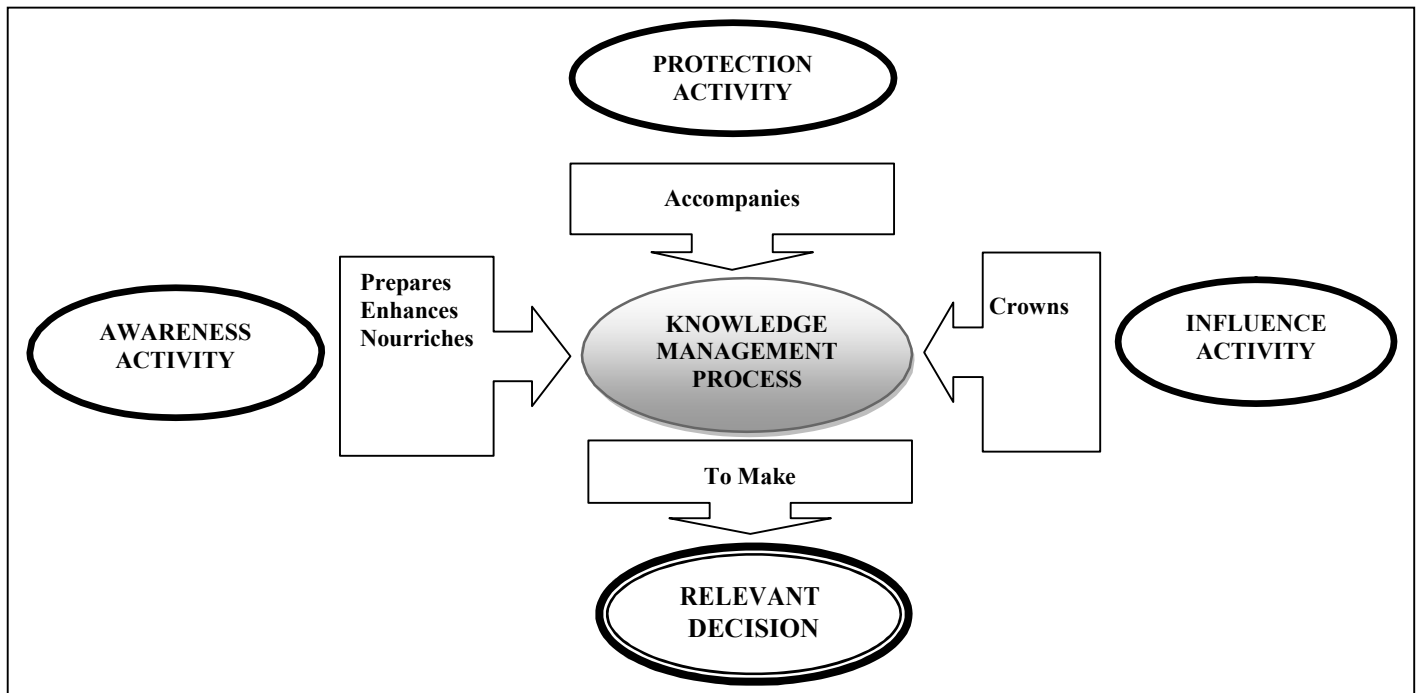 PROTECTION
ACTIVITY
Accompanies
Prepares
Enhances
Nourriches
Crowns
AWARENESS
ACTIVITY
KNOWLEDGE
MANAGEMENT
PROCESS
INFLUENCE
ACTIVITY
To Make
RELEVANT
DECISION